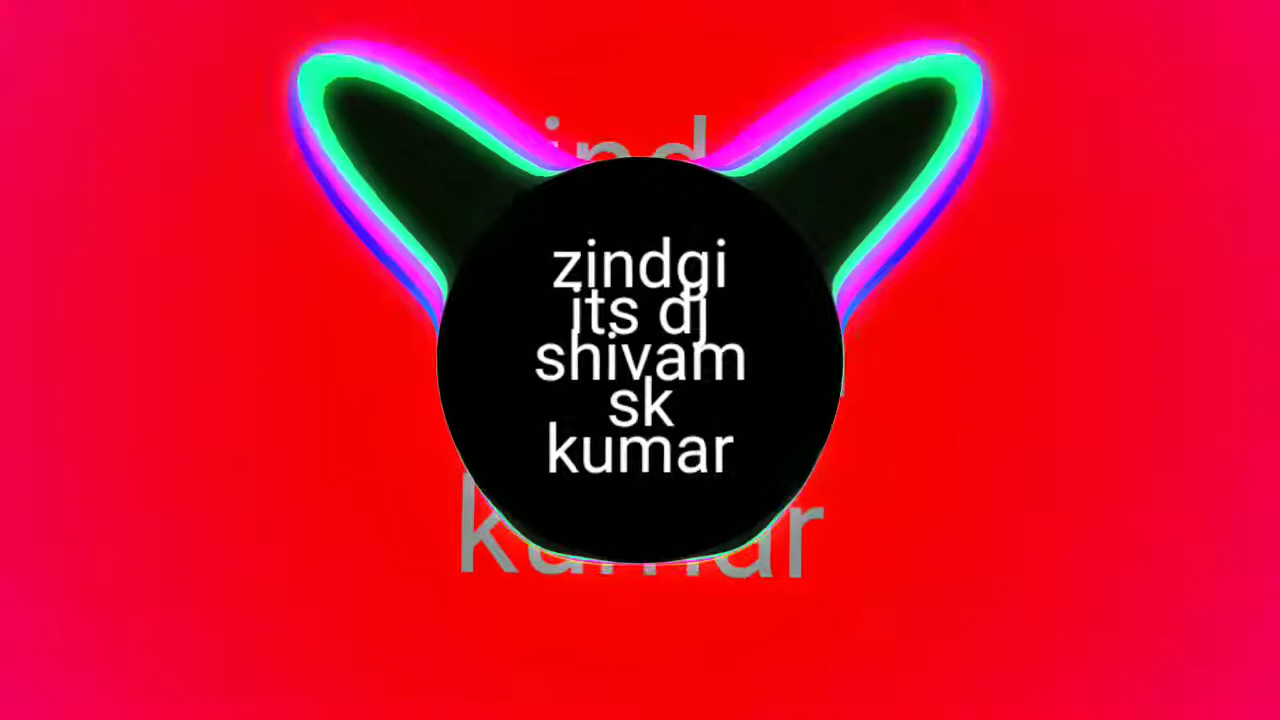 zindgi
its dj
shivam
sk
kumar